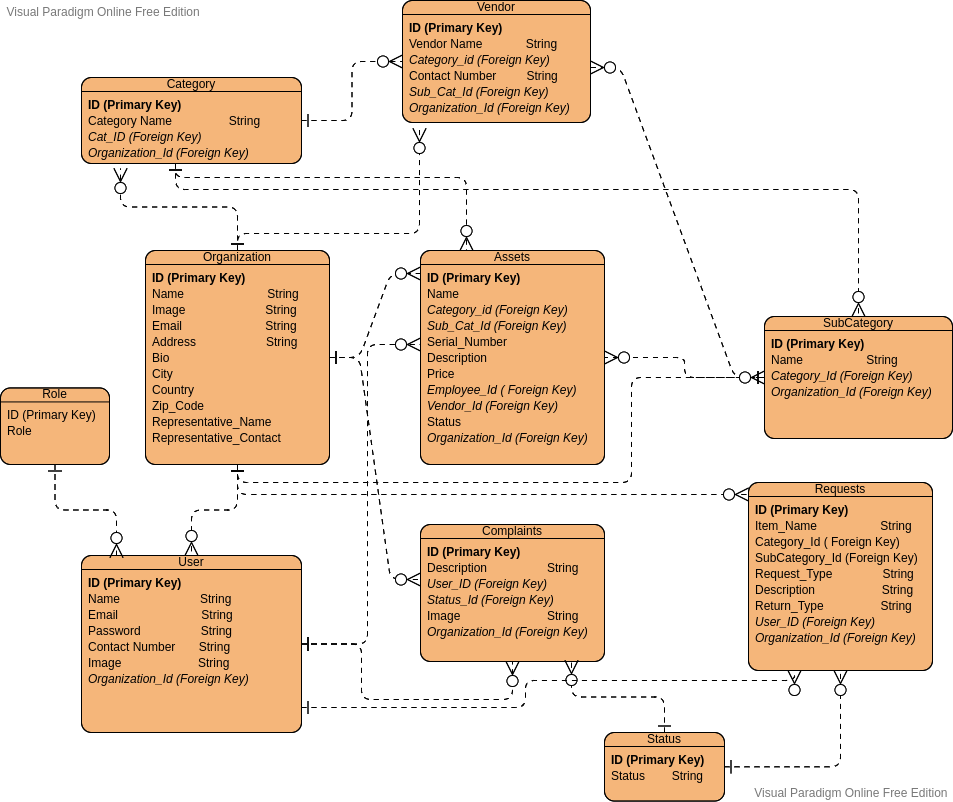 Visual Paradigm Online Free Edition
Vendor
ID (Primary Key)
Vendor Name String
Category_id (Foreign Key)
Contact Number String
Sub_Cat_Id (Foreign Key)
Organization_Id (Foreign Key)
Category
ID (Primary Key)
Category Name String
Cat_ID (Foreign Key)
Organization_Id (Foreign Key)
Organization
ID (Primary Key)
Name String
Image String
Email String
Address String
Bio
City
Country
Zip_Code
Representative_Name
Representative_Contact
Assets
ID (Primary Key)
Name
Category_id (Foreign Key)
Sub_Cat_Id (Foreign Key)
Serial_Number
Description
Price
Employee_Id ( Foreign Key)
Vendor_Id (Foreign Key)
Status
Organization_Id (Foreign Key)
SubCategory
ID (Primary Key)
Name String
Category_Id (Foreign Key)
Organization_Id (Foreign Key)
Role
ID (Primary Key)
Role
User
ID (Primary Key)
Name String
Email String
Password String
Contact Number String
Image String
Organization_Id (Foreign Key)
Complaints
ID (Primary Key)
Description String
User_ID (Foreign Key)
Status_Id (Foreign Key)
Image String
Organization_Id (Foreign Key)
Requests
ID (Primary Key)
Item_Name String
Category_Id ( Foreign Key)
SubCategory_Id (Foreign Key)
Request_Type String
Description String
Return_Type String
User_ID (Foreign Key)
Organization_Id (Foreign Key)
Status
ID (Primary Key)
Status String
Visual Paradigm Online Free Edition